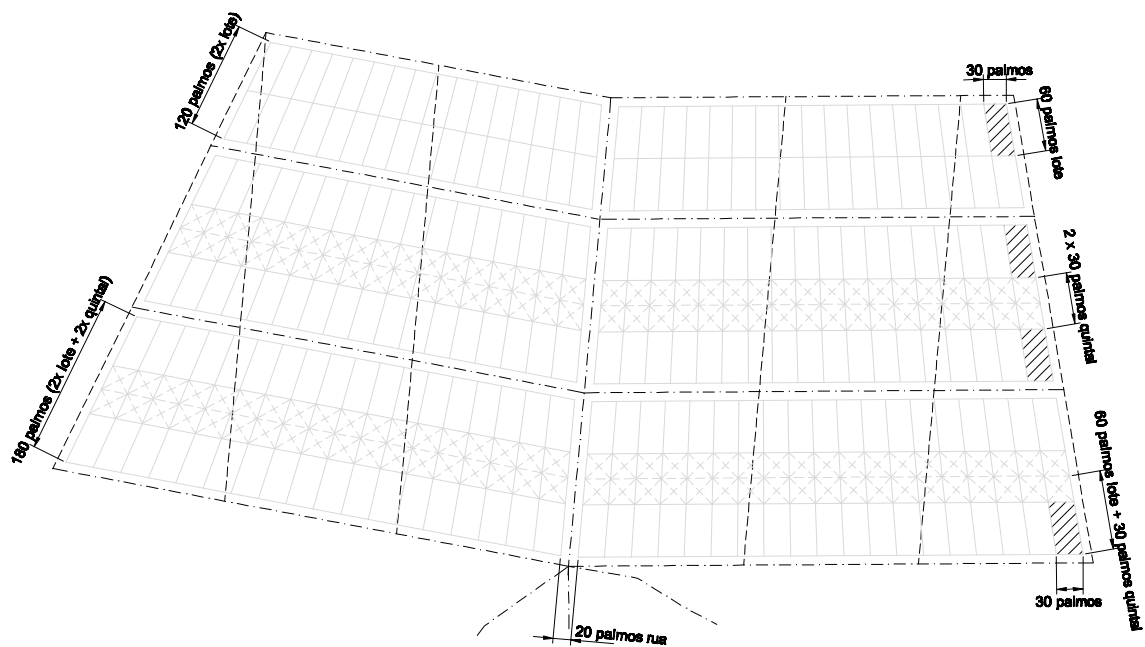 120 palmos (2x lote)
30 palmos
60 palmos lote
2 x 30 palmos quintal
180 palmos (2x lote + 2x quintal)
60 palmos lote + 30 palmos quintal
30 palmos
20 palmos rua